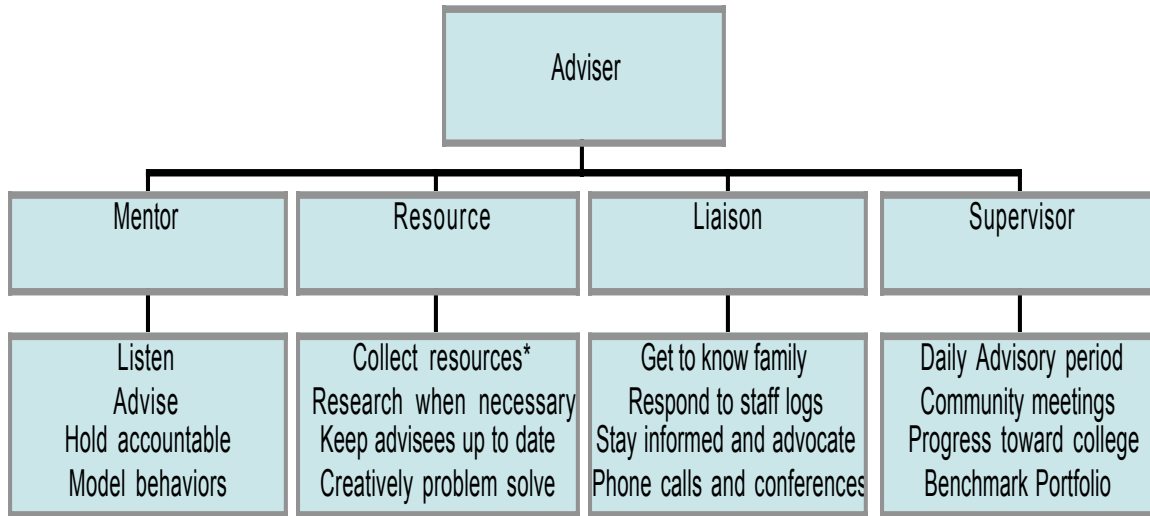 Adviser
Mentor
Resource
Liaison
Supervisor
Listen
Advise
Hold accountable
Model behaviors
Collect resources*
Research when necessary
Keep advisees up to date
Creatively problem solve
Get to know family
Respond to staff logs
Stay informed and advocate
Phone calls and conferences
Daily Advisory period
Community meetings
Progress toward college
Benchmark Portfolio